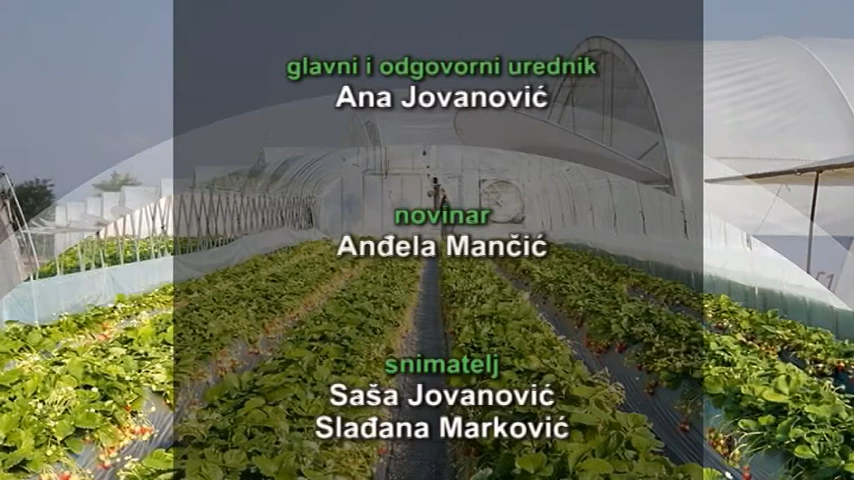 glavni i odgovorni urednik
Ana Jovanović
novinar
Anđela Mančić
snimatelj
Saša Jovanović
Slađana Marković